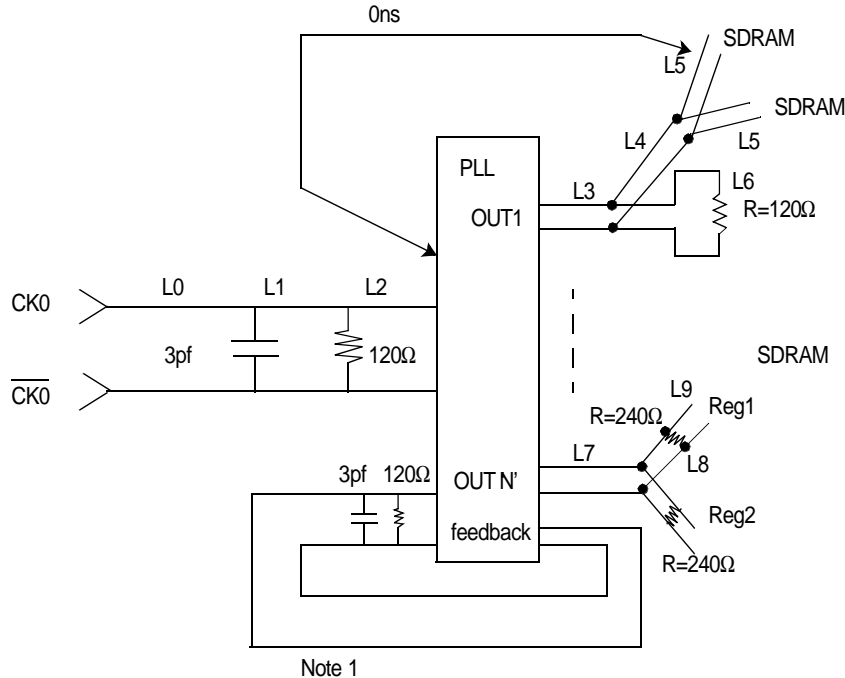 0ns
SDRAM
L5
SDRAM
L4
L5
PLL
L3
L6
R=120Ω
OUT1
L0
L1
L2
CK0
3pf
120Ω
SDRAM
C̅K̅0̅
L9
Reg1
R=240Ω
L7
L8
3pf
120Ω
OUT N'
Reg2
feedback
R=240Ω
Note 1